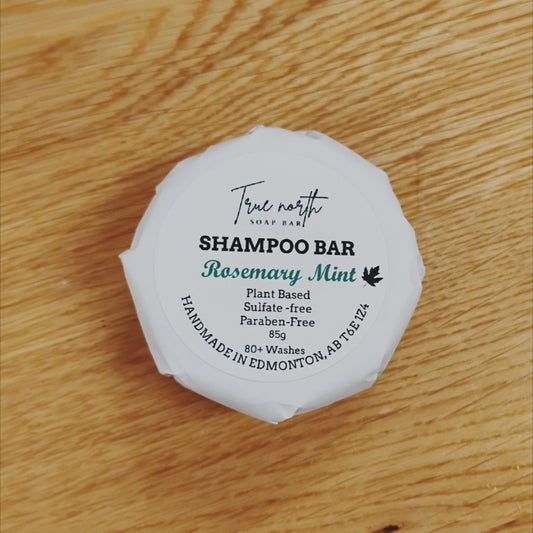 True north
SOAP BAR
SHAMPOO BAR
Rosemary Mint
Plant Based
Sulfate -free
Paraben-Free
85g
80+ Washes
HANDMADE IN EDMONTON, AB T6E 1Z4